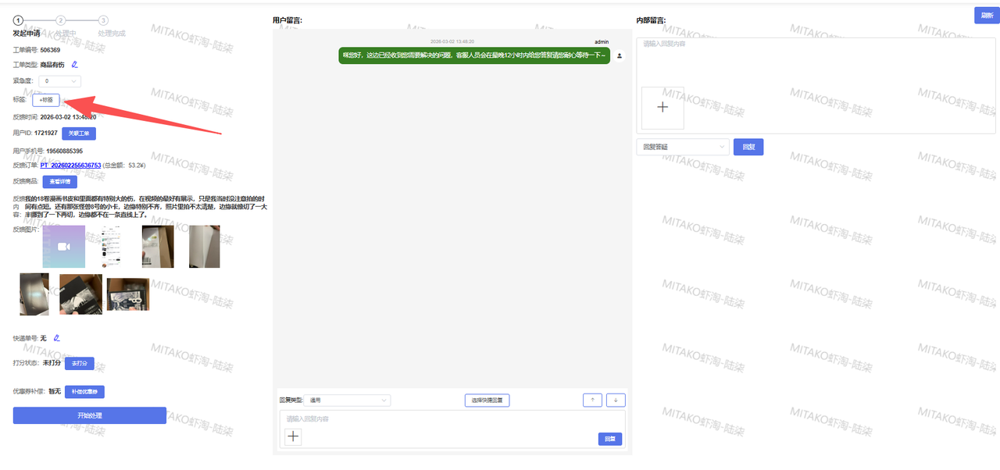 1
2
3
发起申请
处理中
处理完成
工单编号: 506369
工单类型: 商品有伤
紧急度: 0
标签: +标签
反馈时间: 2026-03-02 13:48:20
用户ID: 1721927 关联工单
用户手机号: 19560885395
反馈订单: PT_202602255636753 (总金额: 53.2¥)
反馈商品: 查看详情
反馈内容: 我的18卷漫画书皮和里面都有特别大的伤，在视频的最好有展示，只是我当时没注意拍的时
间有点短。还有那张怪兽8号的小卡，边缘特别不齐，照片里拍不太清楚，边缘就像切了一大
半挪到了一下再切，边缘都不在一条直线上了。
反馈图片:
快递单号: 无
打分状态: 未打分 去打分
优惠券补偿: 暂无 补偿优惠券
开始处理
用户留言:
2026-03-02 13:48:20
admin
咪您好，这边已经收到您需要解决的问题，客服人员会在最晚12小时内给您答复请您耐心等待一下～
回复类型: 通用
选择快捷回复
↑
↓
请输入回复内容
回复
内部留言:
刷新
请输入回复内容
回复答疑
回复
MITAKO虾淘-陆柒